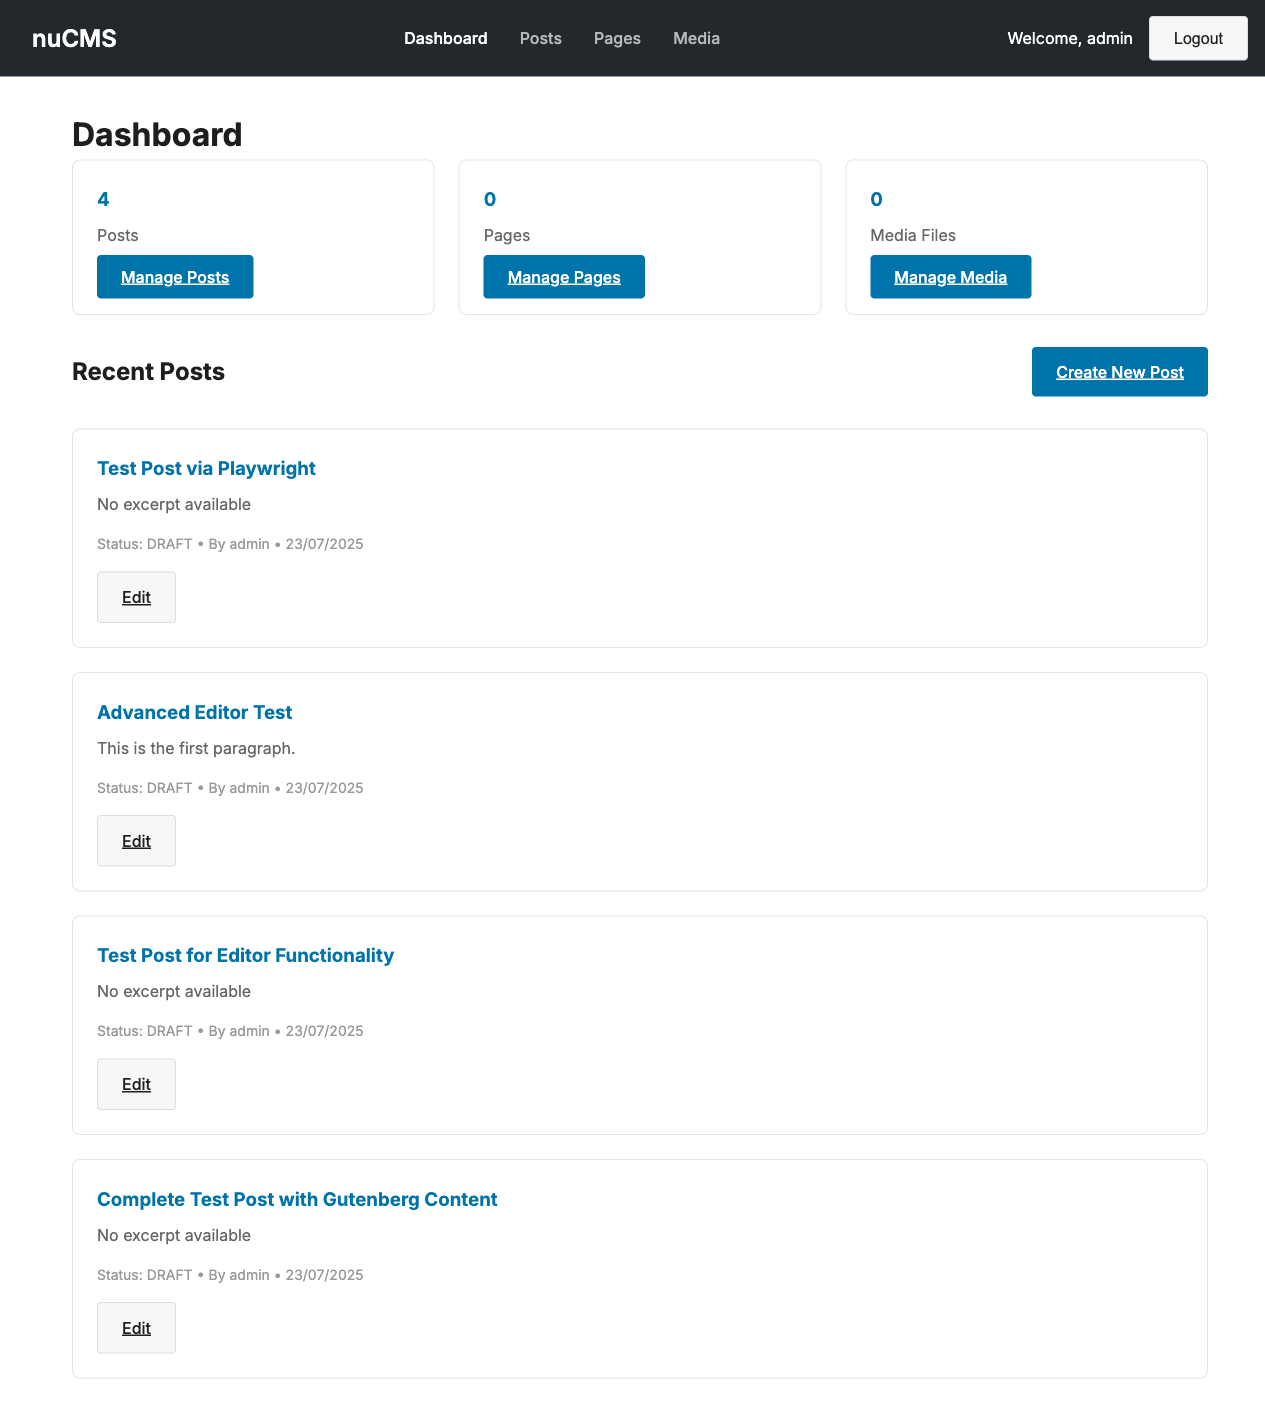 nuCMS
Dashboard Posts Pages Media
Welcome, admin Logout
Dashboard
4
Posts
Manage Posts
0
Pages
Manage Pages
0
Media Files
Manage Media
Recent Posts
Create New Post
Test Post via Playwright
No excerpt available
Status: DRAFT • By admin • 23/07/2025
Edit
Advanced Editor Test
This is the first paragraph.
Status: DRAFT • By admin • 23/07/2025
Edit
Test Post for Editor Functionality
No excerpt available
Status: DRAFT • By admin • 23/07/2025
Edit
Complete Test Post with Gutenberg Content
No excerpt available
Status: DRAFT • By admin • 23/07/2025
Edit